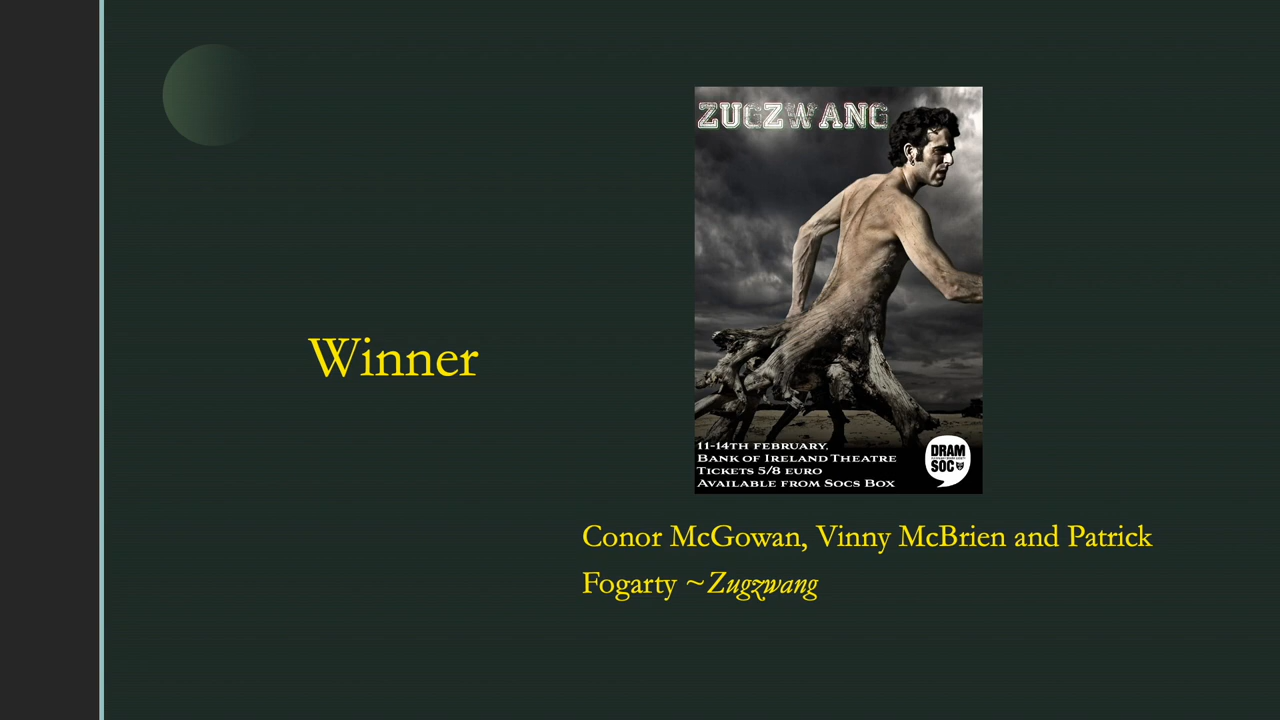 Winner
ZUGZWANG
11-14TH FEBRUARY.
BANK OF IRELAND THEATRE
TICKETS 5/8 EURO
AVAILABLE FROM SOCS BOX
DRAM
SOC
Conor McGowan, Vinny McBrien and Patrick
Fogarty ~Zugzwang